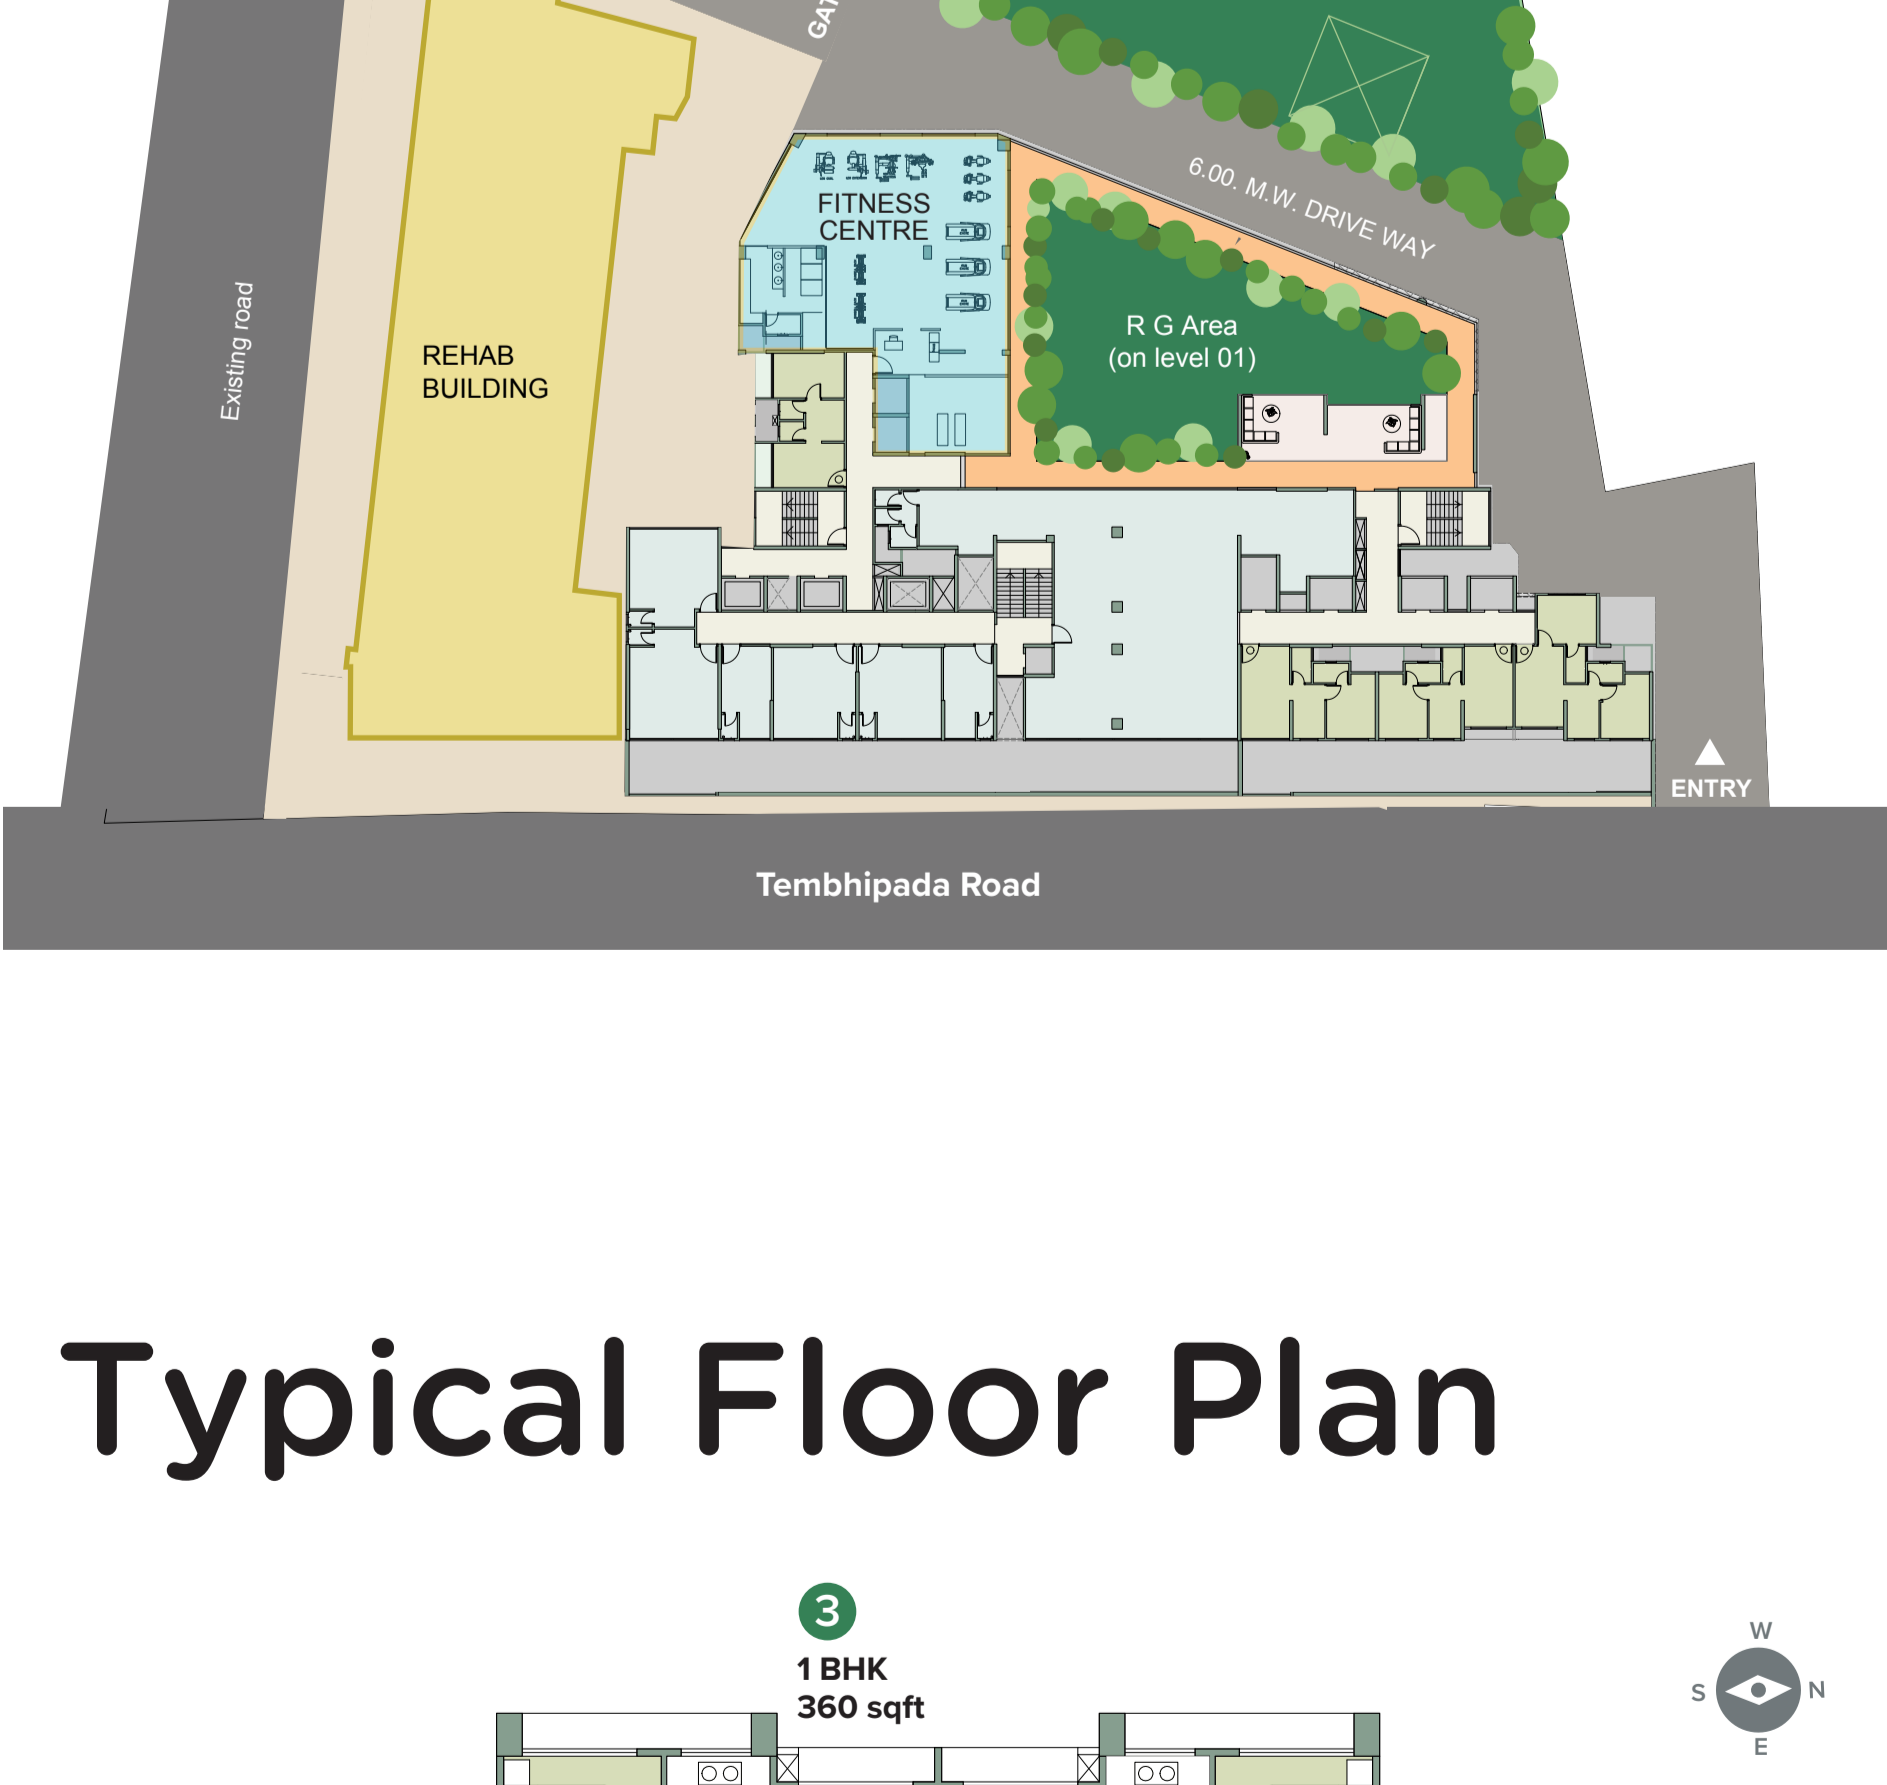 6.00. M.W. DRIVE WAY
FITNESS
CENTRE
R G Area
(on level 01)
Existing road
REHAB
BUILDING
ENTRY
Tembhipada Road
Typical Floor Plan
3
1 BHK
360 sqft
W
S
N
E